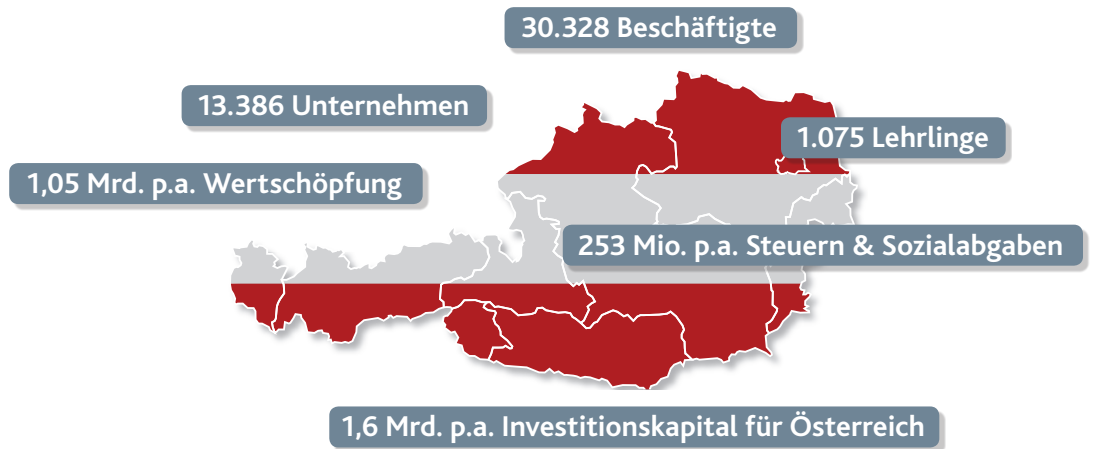 30.328 Beschäftigte
13.386 Unternehmen
1.075 Lehrlinge
1,05 Mrd. p.a. Wertschöpfung
253 Mio. p.a. Steuern & Sozialabgaben
1,6 Mrd. p.a. Investitionskapital für Österreich